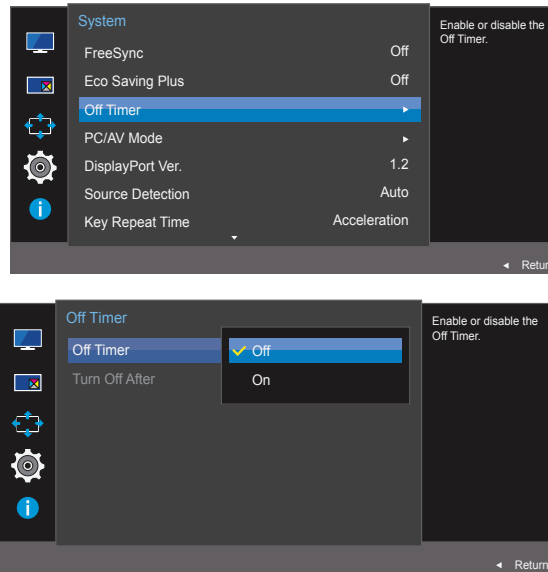 System
Enable or disable the
Off Timer.
FreeSync Off
Eco Saving Plus Off
Off Timer
PC/AV Mode
DisplayPort Ver. 1.2
Source Detection Auto
Key Repeat Time Acceleration
Retur
Off Timer
Enable or disable the
Off Timer.
Off Timer Off
Turn Off After On
Return